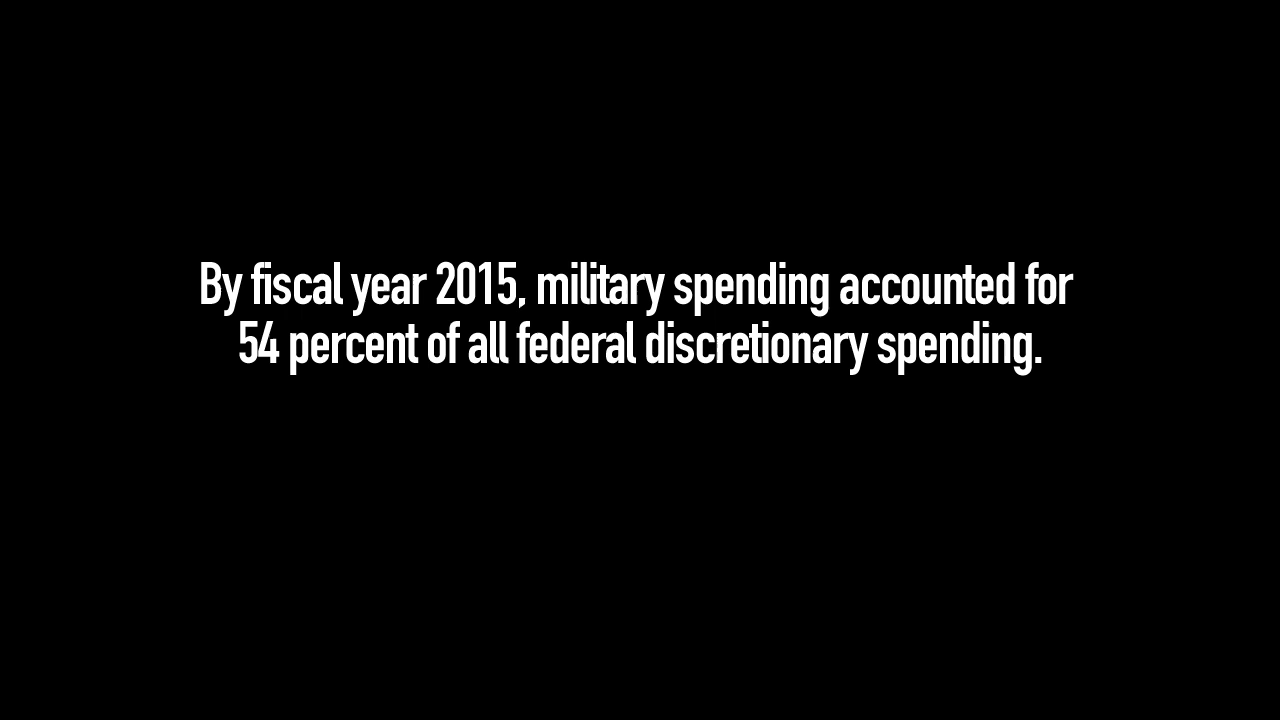 By fiscal year 2015, military spending accounted for
54 percent of all federal discretionary spending.